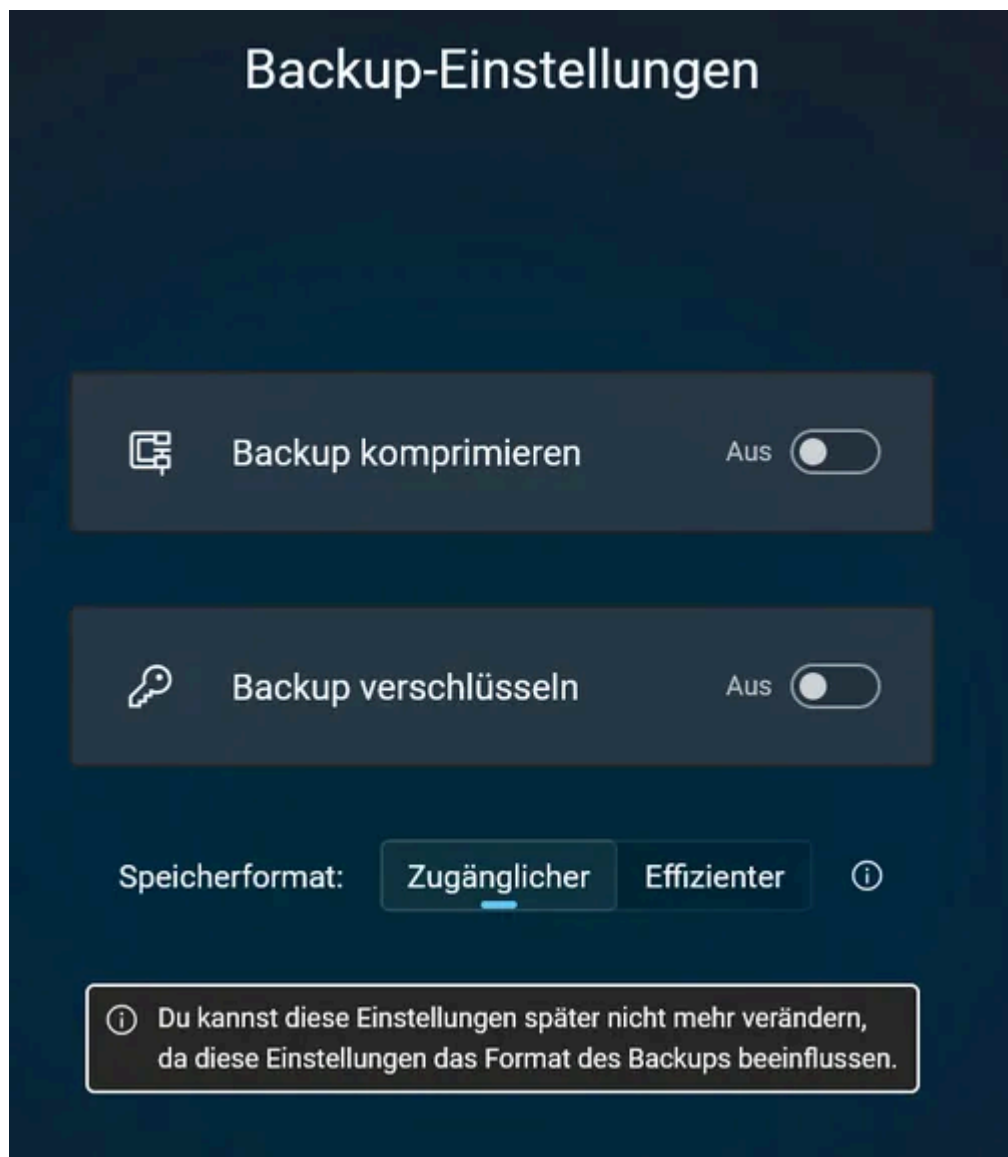 Backup-Einstellungen
Backup komprimieren Aus
Backup verschlüsseln Aus
Speicherformat: Zugänglicher Effizienter
Du kannst diese Einstellungen später nicht mehr verändern,
da diese Einstellungen das Format des Backups beeinflussen.